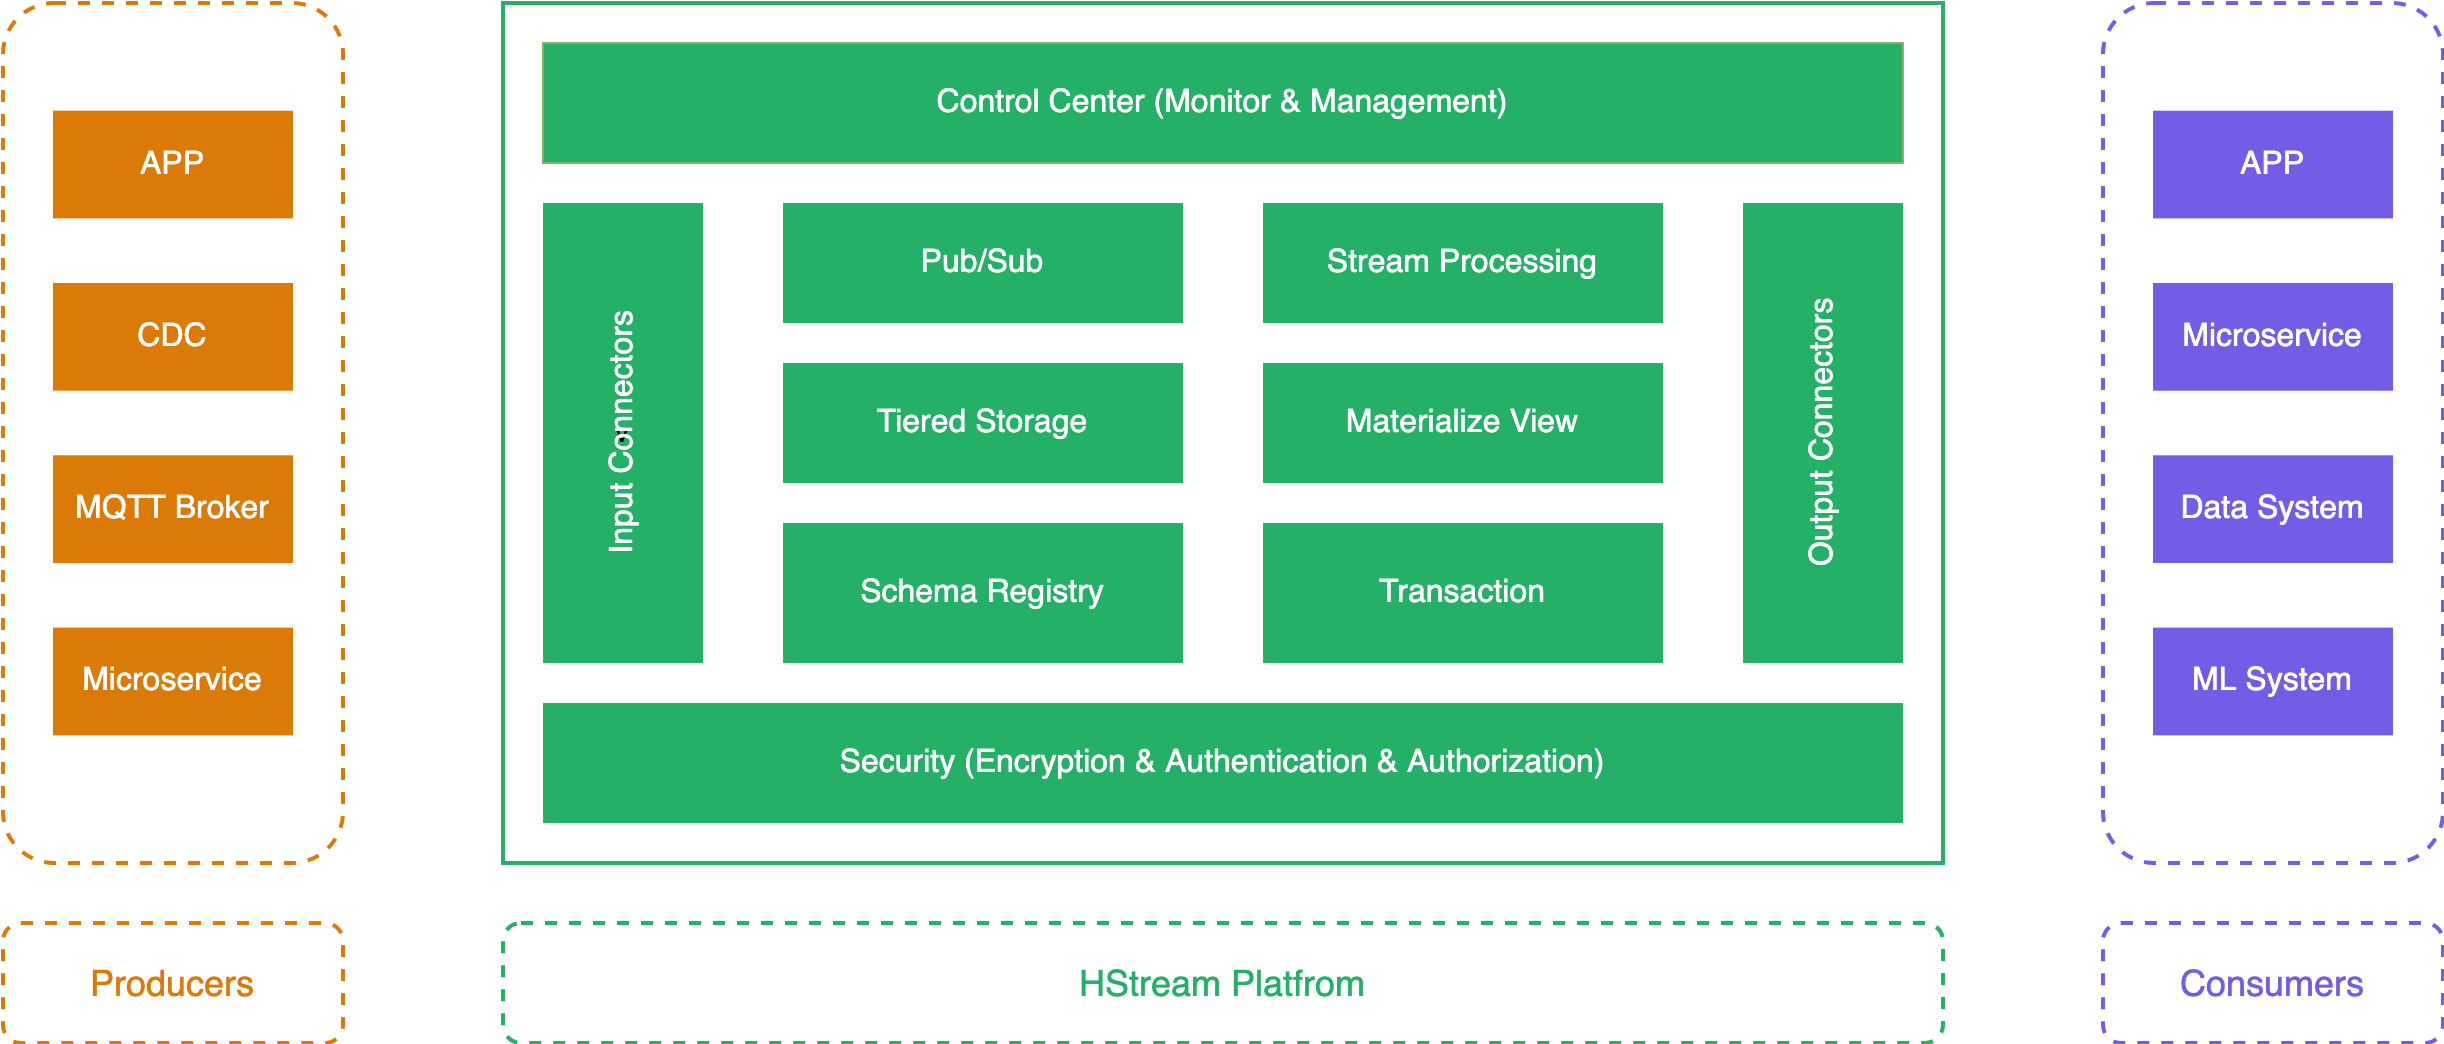 APP
CDC
MQTT Broker
Microservice
Producers
Control Center (Monitor & Management)
Input Connectors
Pub/Sub
Stream Processing
Tiered Storage
Materialize View
Schema Registry
Transaction
Output Connectors
Security (Encryption & Authentication & Authorization)
HStream Platfrom
APP
Microservice
Data System
ML System
Consumers